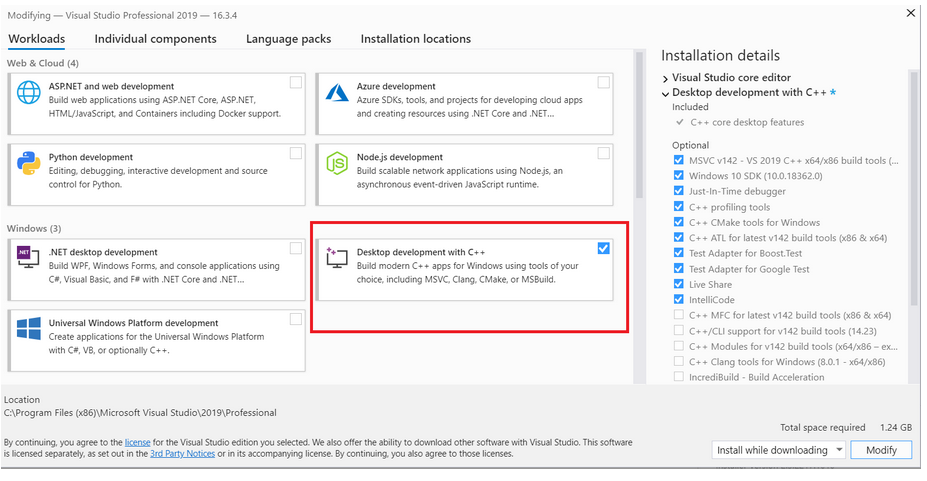 Modifying — Visual Studio Professional 2019 — 16.3.4
Workloads
Individual components
Language packs
Installation locations
Web & Cloud (4)
ASP.NET and web development
Build web applications using ASP.NET Core, ASP.NET,
HTML/JavaScript, and Containers including Docker support.
Azure development
Azure SDKs, tools, and projects for developing cloud apps
and creating resources using .NET Core and .NET...
Python development
Editing, debugging, interactive development and source
control for Python.
Node.js development
Build scalable network applications using Node.js, an
asynchronous event-driven JavaScript runtime.
Windows (3)
.NET desktop development
Build WPF, Windows Forms, and console applications using
C#, Visual Basic, and F# with .NET Core and .NET...
Desktop development with C++
Build modern C++ apps for Windows using tools of your
choice, including MSVC, Clang, CMake, or MSBuild.
Universal Windows Platform development
Create applications for the Universal Windows Platform
with C#, VB, or optionally C++.
Installation details
Visual Studio core editor
Desktop development with C++ *
Included
C++ core desktop features
Optional
MSVC v142 - VS 2019 C++ x64/x86 build tools (...
Windows 10 SDK (10.0.18362.0)
Just-In-Time debugger
C++ profiling tools
C++ CMake tools for Windows
C++ ATL for latest v142 build tools (x86 & x64)
Test Adapter for Boost.Test
Test Adapter for Google Test
Live Share
IntelliCode
C++ MFC for latest v142 build tools (x86 & x64)
C++/CLI support for v142 build tools (14.23)
C++ Modules for v142 build tools (x64/x86 – ex...
C++ Clang tools for Windows (8.0.1 - x64/x86)
IncrediBuild - Build Acceleration
Location
C:\Program Files (x86)\Microsoft Visual Studio\2019\Professional
By continuing, you agree to the license for the Visual Studio edition you selected. We also offer the ability to download other software with Visual Studio. This software
is licensed separately, as set out in the 3rd Party Notices or in its accompanying license. By continuing, you also agree to those licenses.
Total space required 1.24 GB
Install while downloading
Modify